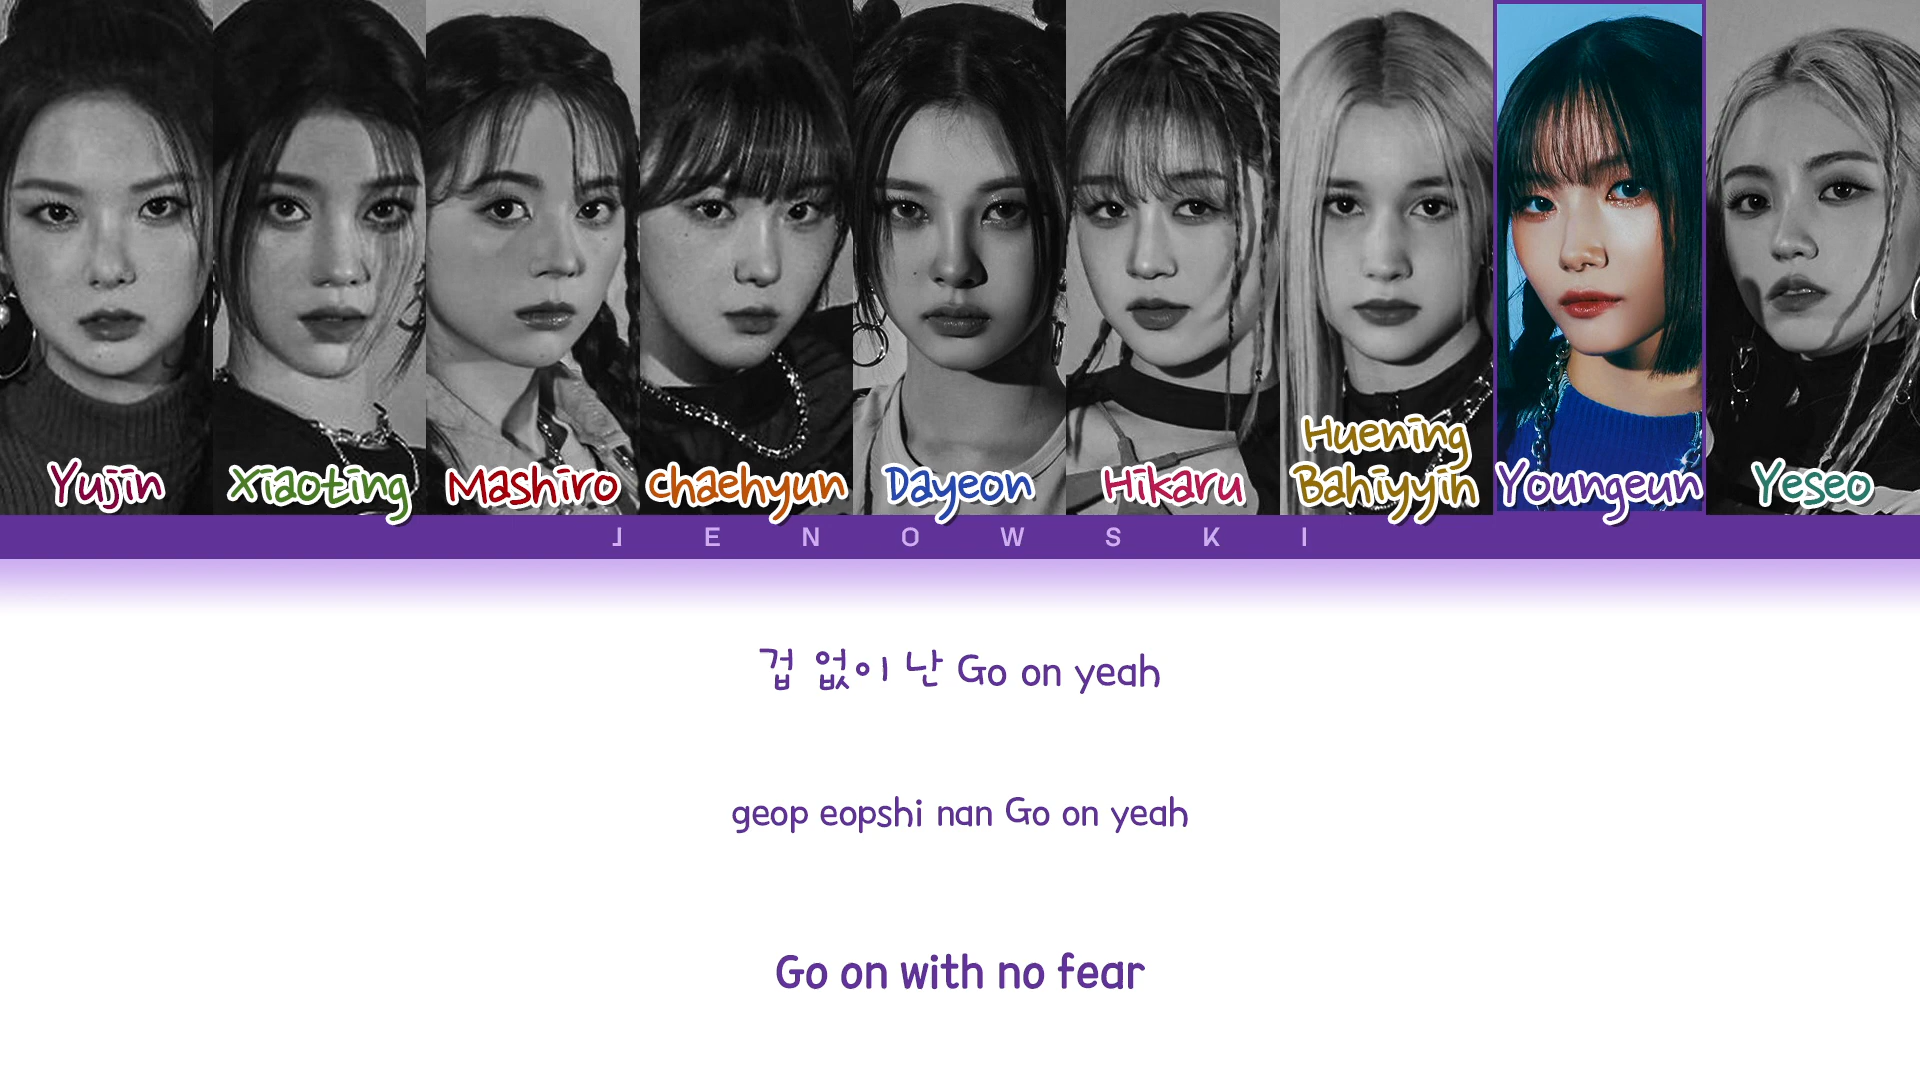 Yujin
Xiaoting
Mashiro
chaehyun
Dayeon
Hikaru
Huening
Bahiyyih
Youngeun
Yeseo
JENOWSKI
겁 없이 난 Go on yeah
geop eopshi nan Go on yeah
Go on with no fear